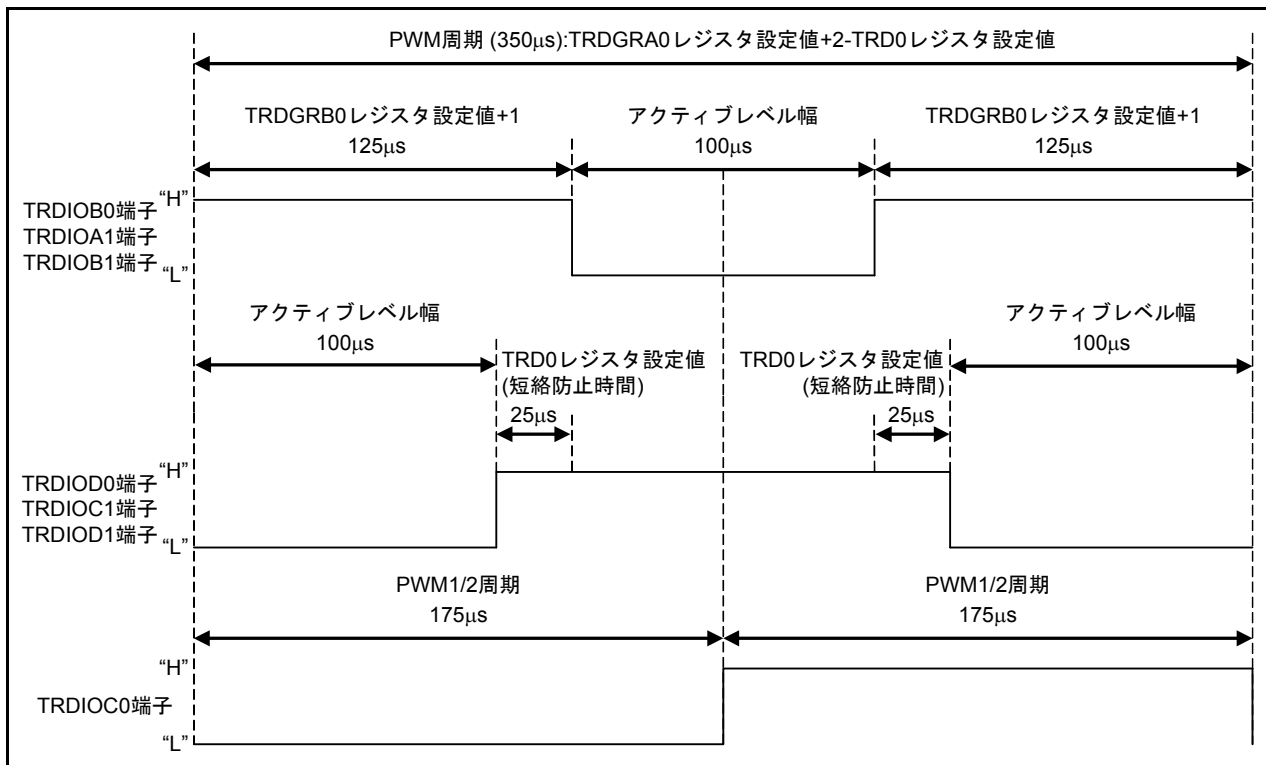 PWM周期 (350μs):TRDGRA0レジスタ設定値+2-TRD0レジスタ設定値
TRDGRB0レジスタ設定値+1
125μs
アクティブレベル幅
100μs
TRDGRB0レジスタ設定値+1
125μs
“H”
TRDIOB0端子
TRDIOA1端子
TRDIOB1端子
“L”
アクティブレベル幅
100μs
TRD0レジスタ設定値
(短絡防止時間)
25μs
TRD0レジスタ設定値
(短絡防止時間)
25μs
アクティブレベル幅
100μs
“H”
TRDIOD0端子
TRDIOC1端子
TRDIOD1端子
“L”
PWM1/2周期
175μs
PWM1/2周期
175μs
“H”
TRDIOC0端子
“L”